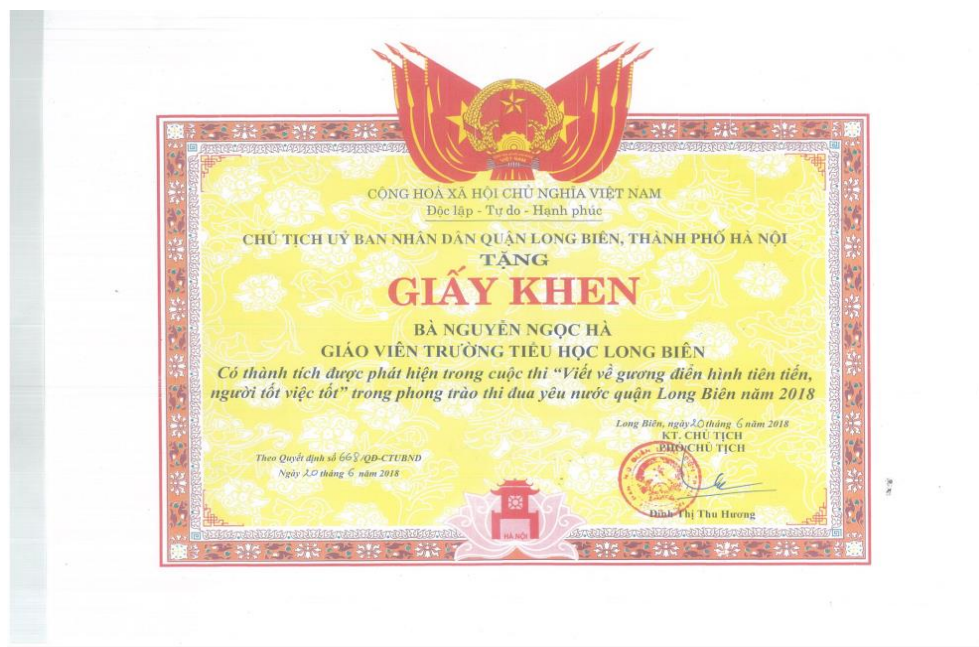 VIỆT NAM
CỘNG HOÀ XÃ HỘI CHỦ NGHĨA VIỆT NAM
Độc lập - Tự do - Hạnh phúc
CHỦ TỊCH UỶ BAN NHÂN DÂN QUẬN LONG BIÊN, THÀNH PHỐ HÀ NỘI
TẶNG
GIẤY KHEN
BÀ NGUYỄN NGỌC HÀ
GIÁO VIÊN TRƯỜNG TIỂU HỌC LONG BIÊN
Có thành tích được phát hiện trong cuộc thi “Viết về gương điển hình tiên tiến,
người tốt việc tốt” trong phong trào thi đua yêu nước quận Long Biên năm 2018
Long Biên, ngày 20 tháng 6 năm 2018
KT. CHỦ TỊCH
PHÓ CHỦ TỊCH
Theo Quyết định số 668/QĐ-CTUBND
Ngày 20 tháng 6 năm 2018
Đinh Thị Thu Hương
HÀ NỘI